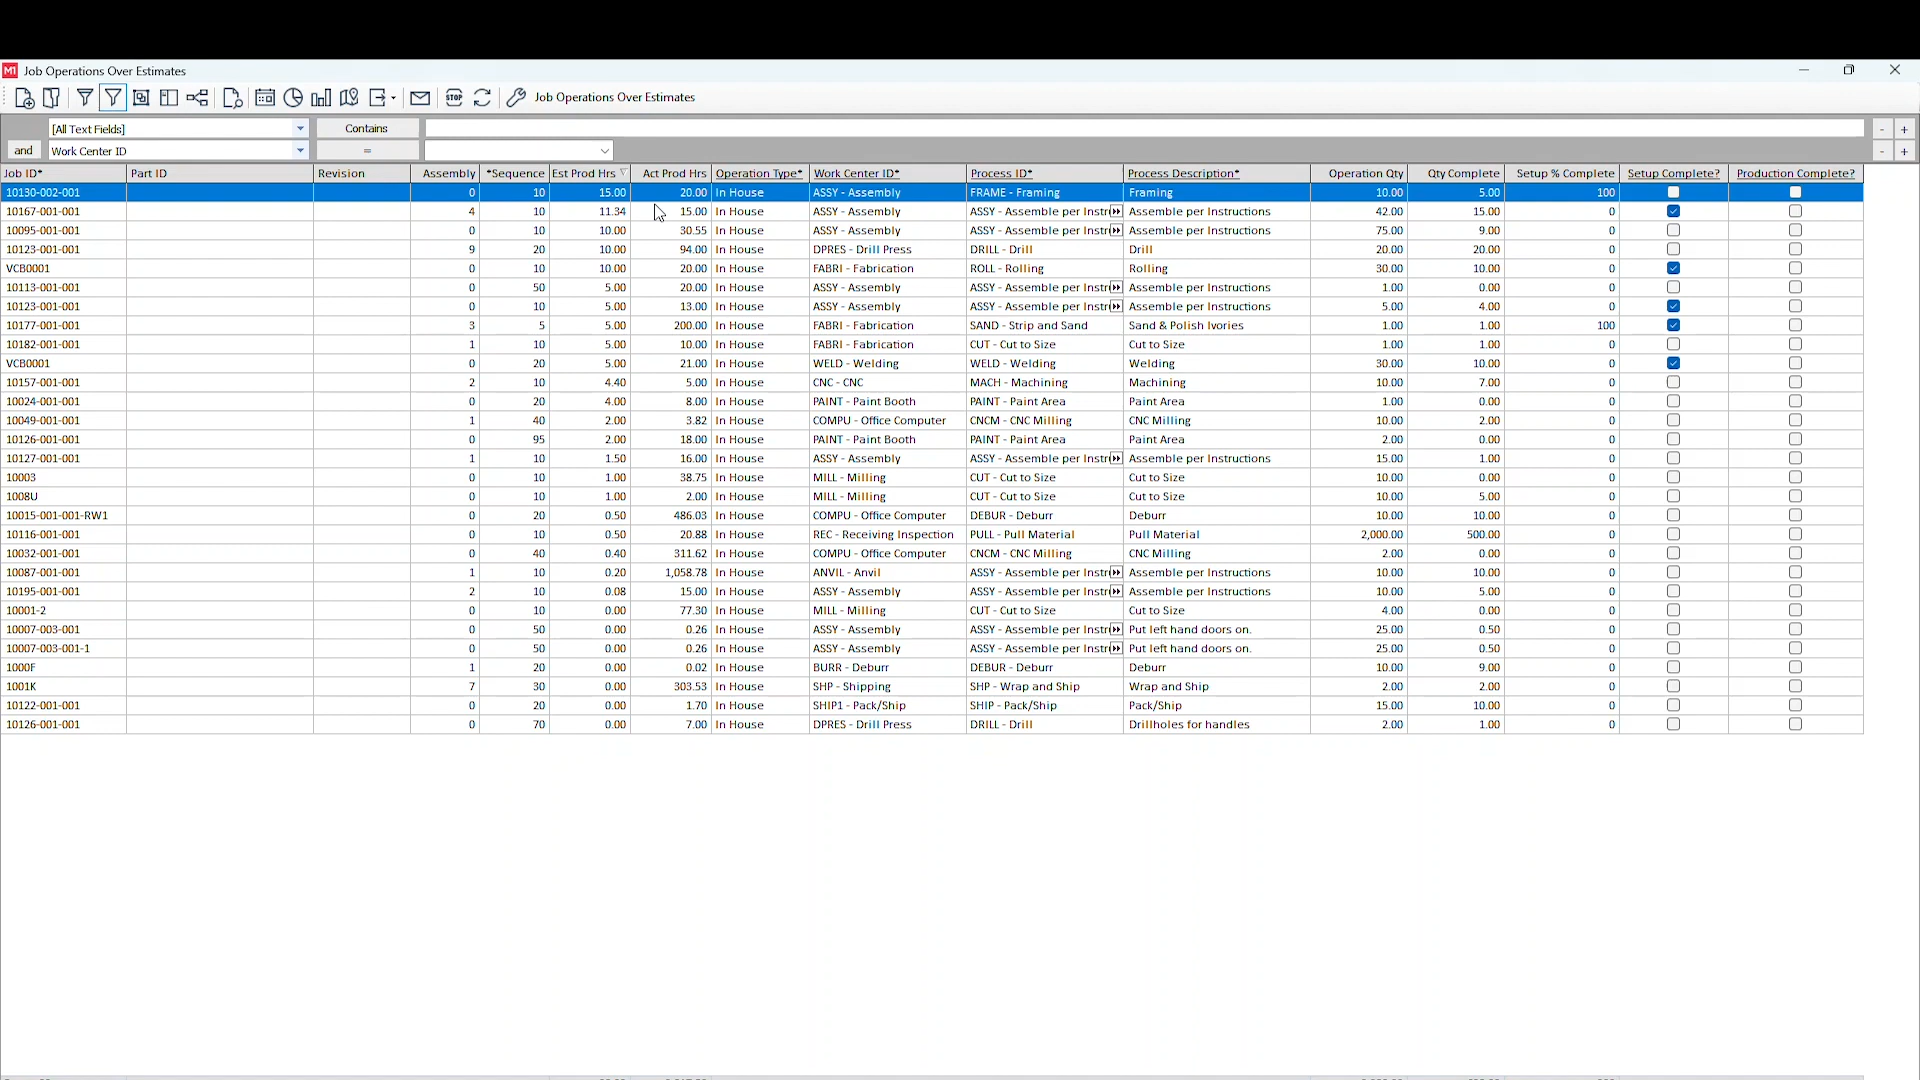 M1 Job Operations Over Estimates
STOP Job Operations Over Estimates
[All Text Fields] Contains - +
and Work Center ID = - +
Job ID* Part ID Revision Assembly *Sequence Est Prod Hrs Act Prod Hrs Operation Type* Work Center ID* Process ID* Process Description* Operation Qty Qty Complete Setup % Complete Setup Complete? Production Complete?
10130-002-001 0 10 15.00 20.00 In House ASSY - Assembly FRAME - Framing Framing 10.00 5.00 100
10167-001-001 4 10 11.34 15.00 In House ASSY - Assembly ASSY - Assemble per Instr Assemble per Instructions 42.00 15.00 0
10095-001-001 0 10 10.00 30.55 In House ASSY - Assembly ASSY - Assemble per Instr Assemble per Instructions 75.00 9.00 0
10123-001-001 9 20 10.00 94.00 In House DPRES - Drill Press DRILL - Drill Drill 20.00 20.00 0
VCB0001 0 10 10.00 20.00 In House FABRI - Fabrication ROLL - Rolling Rolling 30.00 10.00 0
10113-001-001 0 50 5.00 20.00 In House ASSY - Assembly ASSY - Assemble per Instr Assemble per Instructions 1.00 0.00 0
10123-001-001 0 10 5.00 13.00 In House ASSY - Assembly ASSY - Assemble per Instr Assemble per Instructions 5.00 4.00 0
10177-001-001 3 5 5.00 200.00 In House FABRI - Fabrication SAND - Strip and Sand Sand & Polish Ivories 1.00 1.00 100
10182-001-001 1 10 5.00 10.00 In House FABRI - Fabrication CUT - Cut to Size Cut to Size 1.00 1.00 0
VCB0001 0 20 5.00 21.00 In House WELD - Welding WELD - Welding Welding 30.00 10.00 0
10157-001-001 2 10 4.40 5.00 In House CNC - CNC MACH - Machining Machining 10.00 7.00 0
10024-001-001 0 20 4.00 8.00 In House PAINT - Paint Booth PAINT - Paint Area Paint Area 1.00 0.00 0
10049-001-001 1 40 2.00 3.82 In House COMPU - Office Computer CNCM - CNC Milling CNC Milling 10.00 2.00 0
10126-001-001 0 95 2.00 18.00 In House PAINT - Paint Booth PAINT - Paint Area Paint Area 2.00 0.00 0
10127-001-001 1 10 1.50 16.00 In House ASSY - Assembly ASSY - Assemble per Instr Assemble per Instructions 15.00 1.00 0
10003 0 10 1.00 38.75 In House MILL - Milling CUT - Cut to Size Cut to Size 10.00 0.00 0
1008U 0 10 1.00 2.00 In House MILL - Milling CUT - Cut to Size Cut to Size 10.00 5.00 0
10015-001-001-RW1 0 20 0.50 486.03 In House COMPU - Office Computer DEBUR - Deburr Deburr 10.00 10.00 0
10116-001-001 0 10 0.50 20.88 In House REC - Receiving Inspection PULL - Pull Material Pull Material 2,000.00 500.00 0
10032-001-001 0 40 0.40 311.62 In House COMPU - Office Computer CNCM - CNC Milling CNC Milling 2.00 0.00 0
10087-001-001 1 10 0.20 1,058.78 In House ANVIL - Anvil ASSY - Assemble per Instr Assemble per Instructions 10.00 10.00 0
10195-001-001 2 10 0.08 15.00 In House ASSY - Assembly ASSY - Assemble per Instr Assemble per Instructions 10.00 5.00 0
10001-2 0 10 0.00 77.30 In House MILL - Milling CUT - Cut to Size Cut to Size 4.00 0.00 0
10007-003-001 0 50 0.00 0.26 In House ASSY - Assembly ASSY - Assemble per Instr Put left hand doors on. 25.00 0.50 0
10007-003-001-1 0 50 0.00 0.26 In House ASSY - Assembly ASSY - Assemble per Instr Put left hand doors on. 25.00 0.50 0
1000F 1 20 0.00 0.02 In House BURR - Deburr DEBUR - Deburr Deburr 10.00 9.00 0
1001K 7 30 0.00 303.53 In House SHP - Shipping SHP - Wrap and Ship Wrap and Ship 2.00 2.00 0
10122-001-001 0 20 0.00 1.70 In House SHIP1 - Pack/Ship SHIP - Pack/Ship Pack/Ship 15.00 10.00 0
10126-001-001 0 70 0.00 7.00 In House DPRES - Drill Press DRILL - Drill Drillholes for handles 2.00 1.00 0